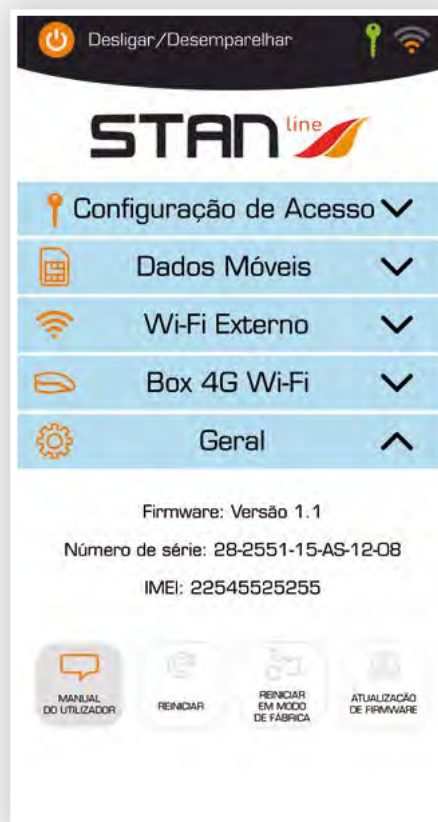 Desligar/Desemparelhar
STAN line
Configuração de Acesso
Dados Móveis
Wi-Fi Externo
Box 4G Wi-Fi
Geral
Firmware: Versão 1.1
Número de série: 28-2551-15-AS-12-08
IMEI: 22545525255
MANUAL
DO UTILIZADOR
REINICIAR
REINICIAR
EM MODO
DE FÁBRICA
ATUALIZAÇÃO
DE FIRMWARE